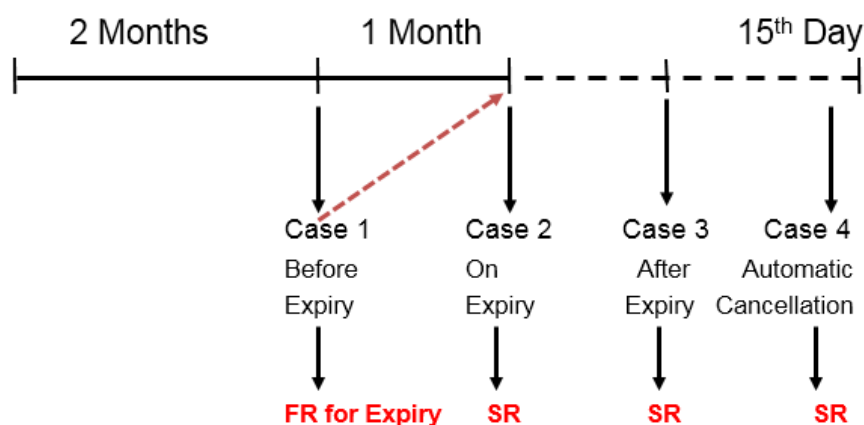 2 Months 1 Month 15th Day
Case 1 Case 2 Case 3 Case 4
Before On After Automatic
Expiry Expiry Expiry Cancellation
FR for Expiry SR SR SR